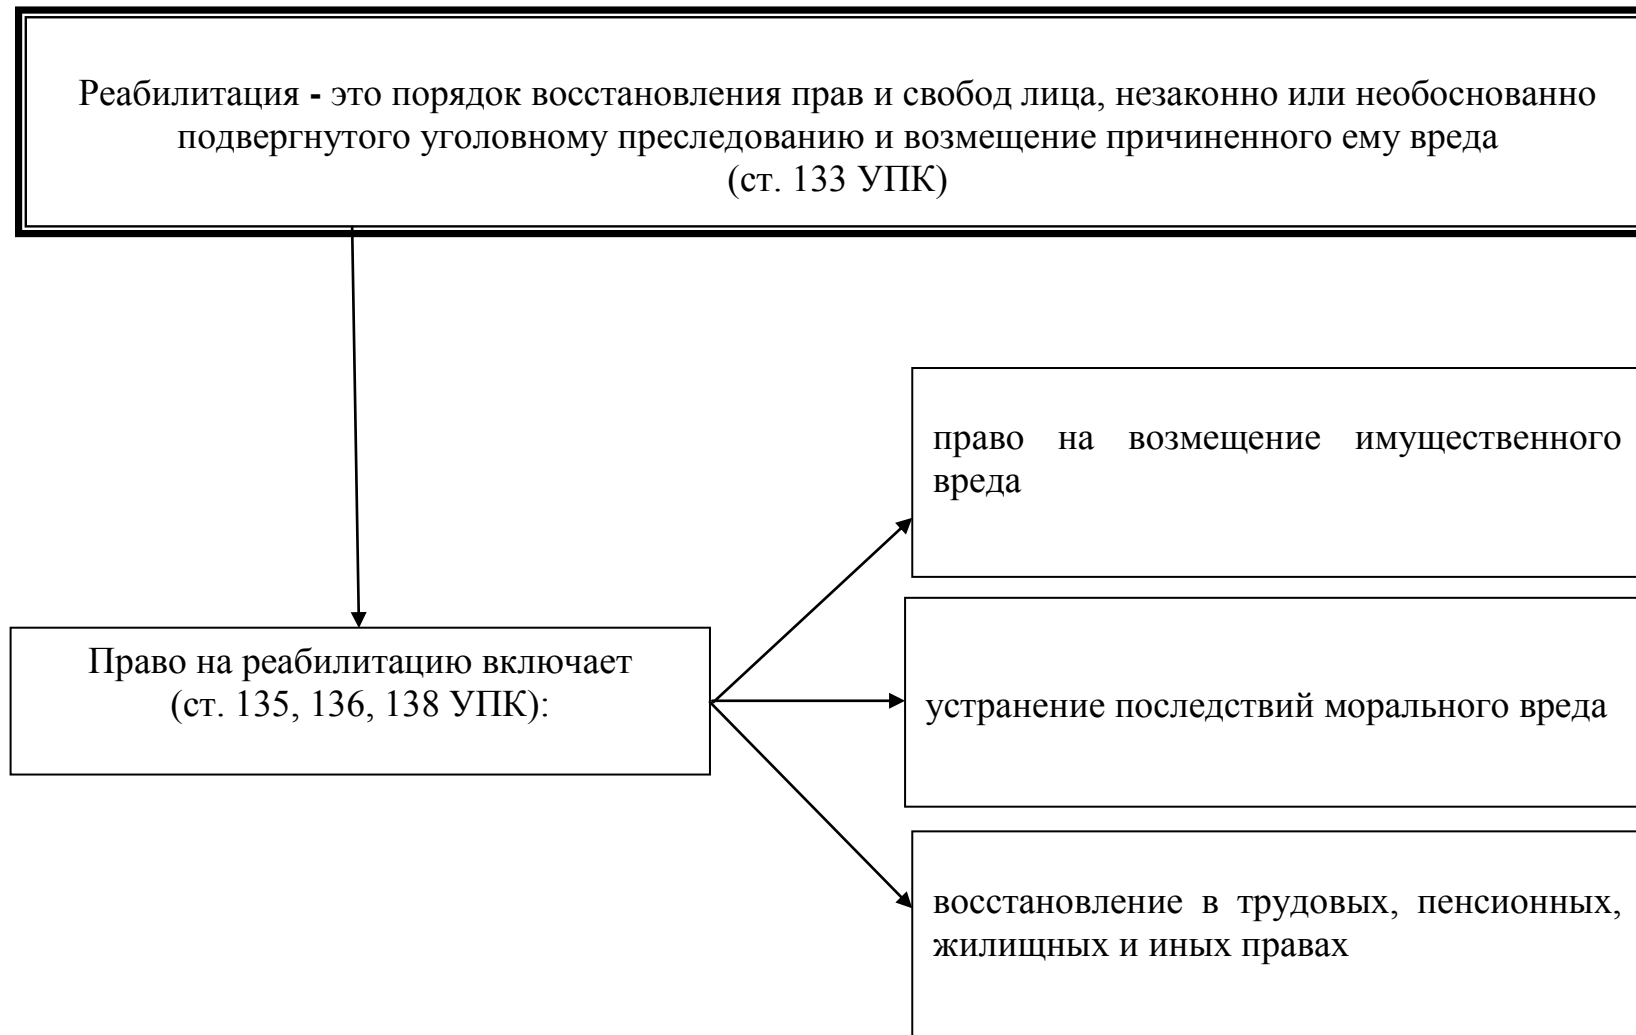 Реабилитация - это порядок восстановления прав и свобод лица, незаконно или необоснованно
подвергнутого уголовному преследованию и возмещение причиненного ему вреда
(ст. 133 УПК)
право на возмещение имущественного
вреда
Право на реабилитацию включает
(ст. 135, 136, 138 УПК):
устранение последствий морального вреда
восстановление в трудовых, пенсионных,
жилищных и иных правах